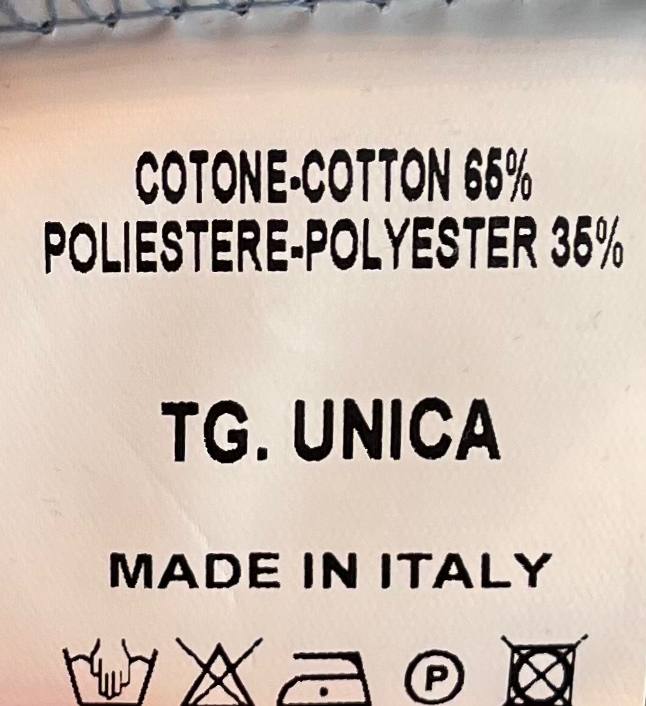 COTONE-COTTON 65%
POLIESTERE-POLYESTER 35%
TG. UNICA
MADE IN ITALY
P